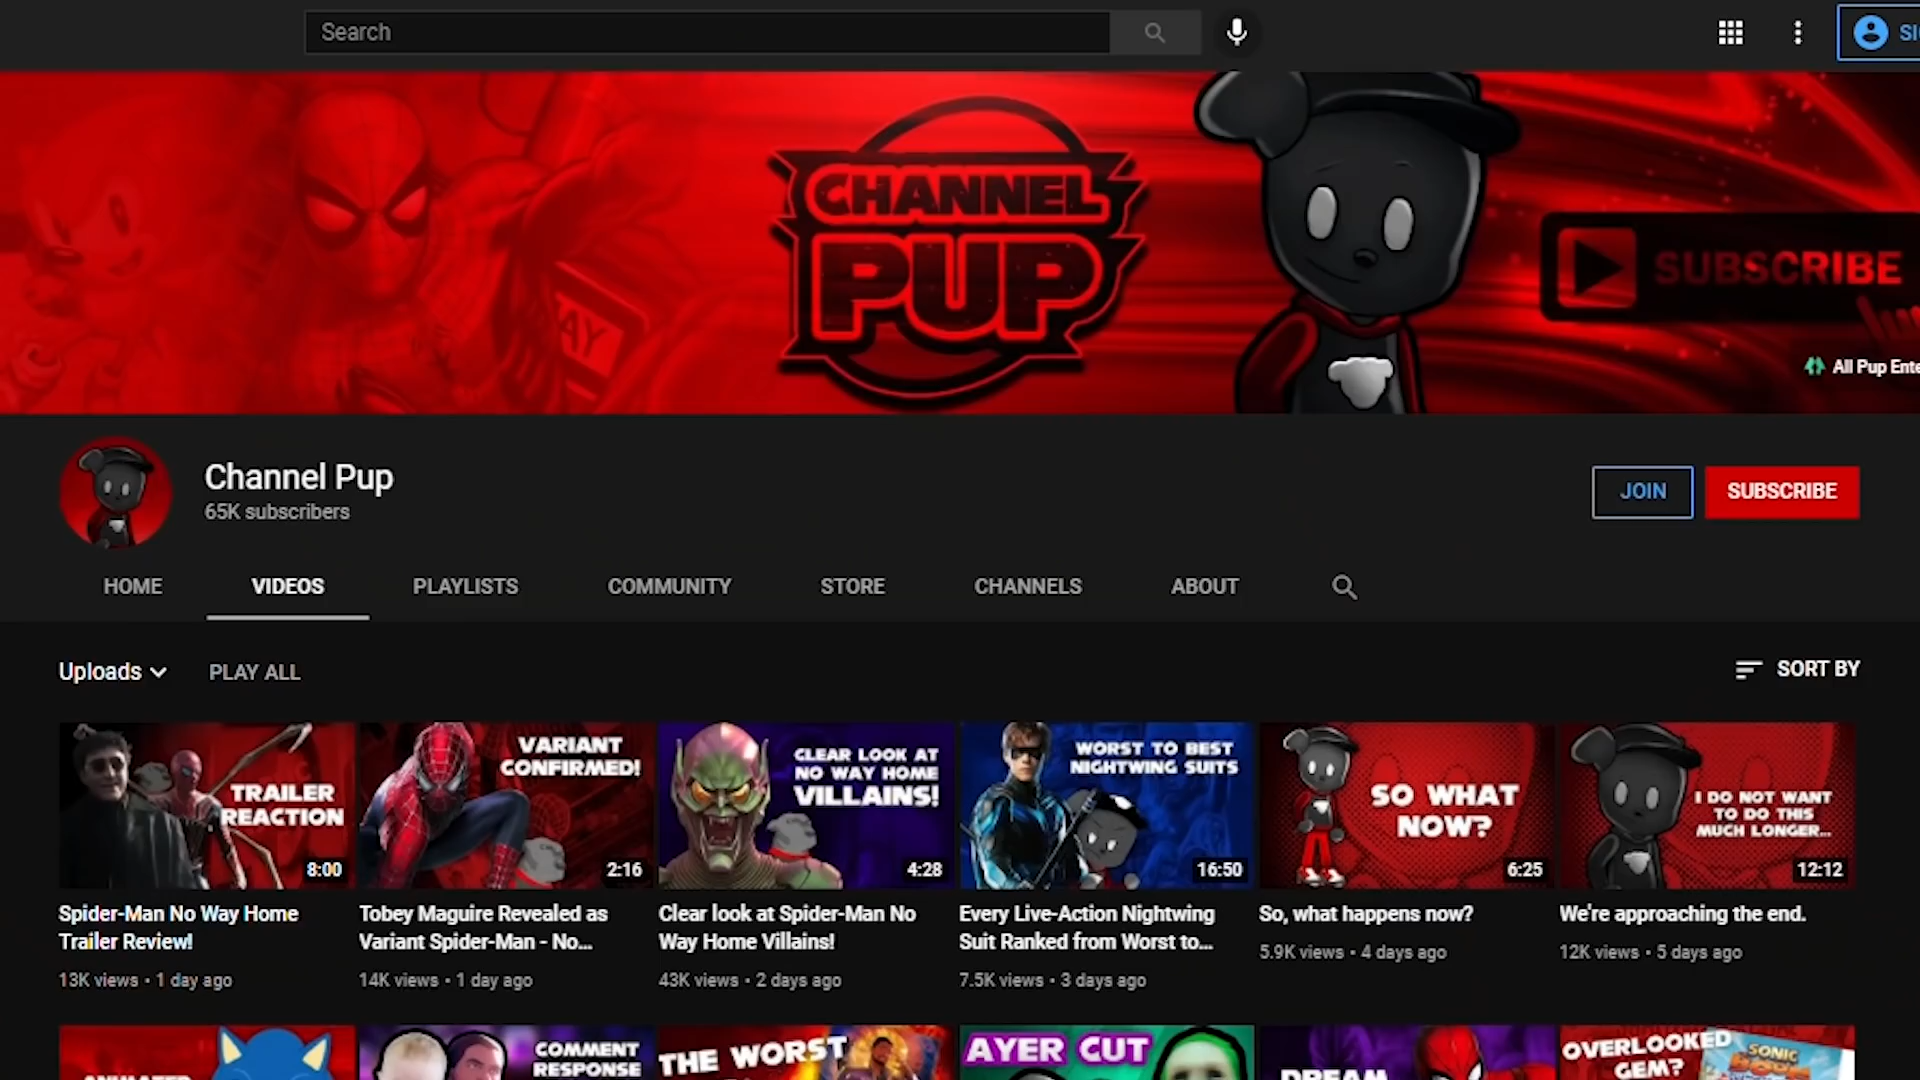 Search
CHANNEL
PUP
AY
SUBSCRIBE
All Pup Ente
Channel Pup
65K subscribers
JOIN
SUBSCRIBE
HOME
VIDEOS
PLAYLISTS
COMMUNITY
STORE
CHANNELS
ABOUT
Uploads
PLAY ALL
SORT BY
TRAILER
REACTION
8:00
VARIANT
CONFIRMED!
2:16
CLEAR LOOK AT
NO WAY HOME
VILLAINS!
4:28
WORST TO BEST
NIGHTWING SUITS
16:50
SO WHAT
NOW?
6:25
I DO NOT WANT
TO DO THIS
MUCH LONGER...
12:12
Spider-Man No Way Home
Trailer Review!
13K views • 1 day ago
Tobey Maguire Revealed as
Variant Spider-Man - No...
14K views • 1 day ago
Clear look at Spider-Man No
Way Home Villains!
43K views • 2 days ago
Every Live-Action Nightwing
Suit Ranked from Worst to...
7.5K views • 3 days ago
So, what happens now?
5.9K views • 4 days ago
We're approaching the end.
12K views • 5 days ago
COMMENT
RESPONSE
THE WORST
AYER CUT
DREAM
OVERLOOKED
GEM?
SONIC